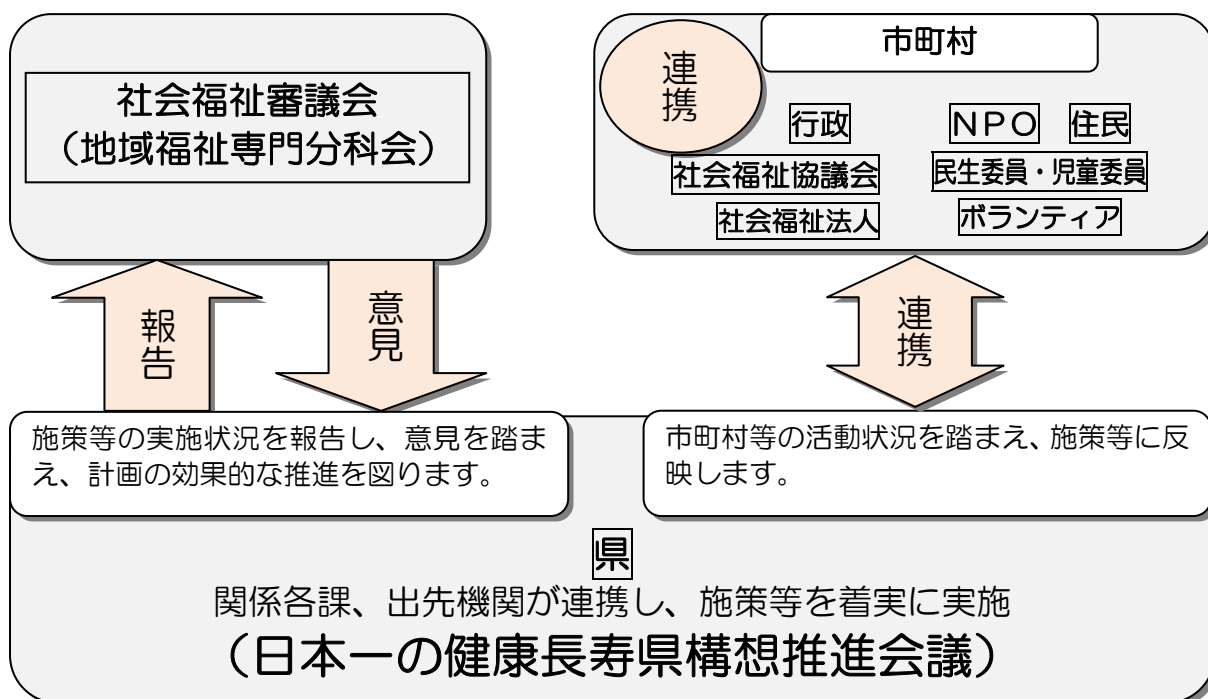 社会福祉審議会
（地域福祉専門分科会）
市町村
連携
行政
ＮＰＯ
住民
社会福祉協議会
民生委員・児童委員
社会福祉法人
ボランティア
報告
意見
連携
施策等の実施状況を報告し、意見を踏ま
え、計画の効果的な推進を図ります。
市町村等の活動状況を踏まえ、施策等に反
映します。
県
関係各課、出先機関が連携し、施策等を着実に実施
（日本一の健康長寿県構想推進会議）